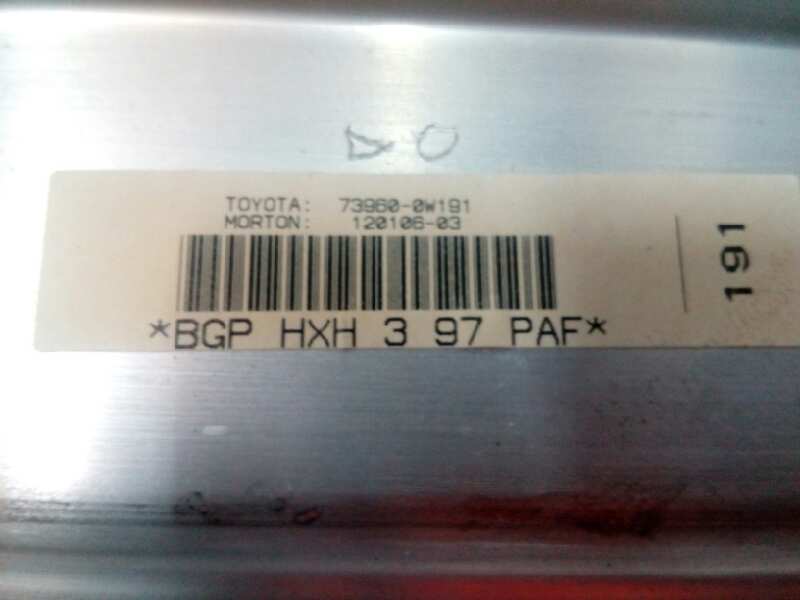 TOYOTA: 73960-0W191
MORTON: 120106-03
*BGP HXH 3 97 PAF*
191